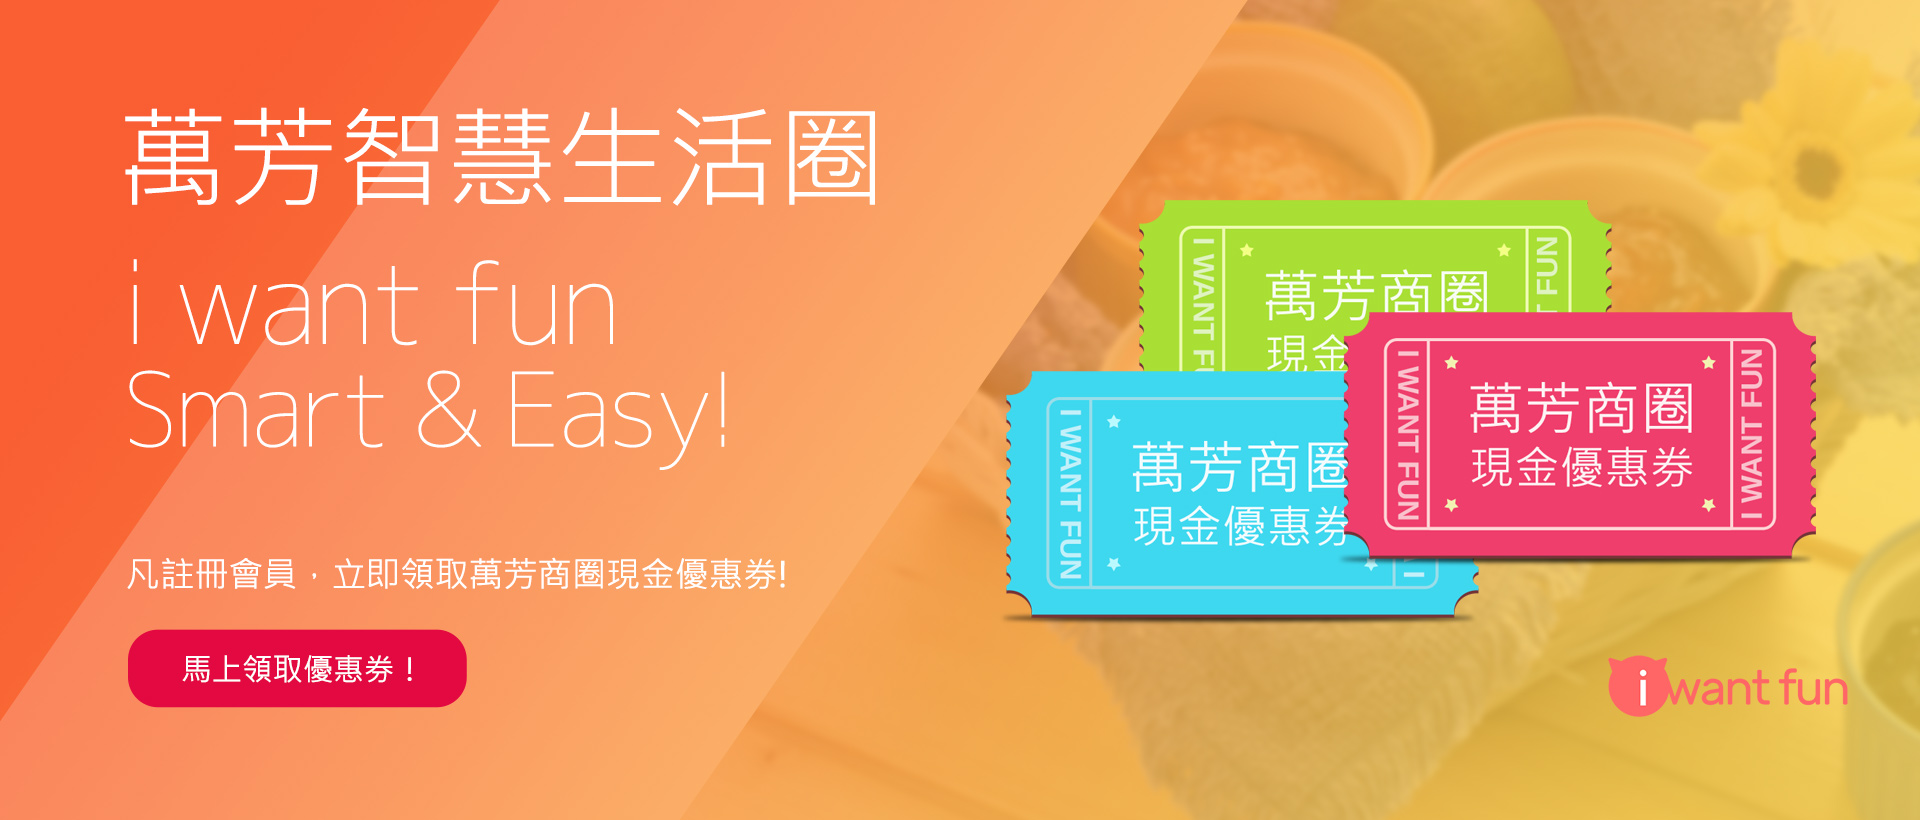 萬芳智慧生活圈
i want fun
Smart & Easy!
凡註冊會員，立即領取萬芳商圈現金優惠券!
馬上領取優惠券！
I WANT FU
萬芳商圈
現金
T FUN
I WANT FUN
萬芳商圈
現金優惠券
I
I WANT FUN
萬芳商圈
現金優惠券
I WANT FUN
i want fun